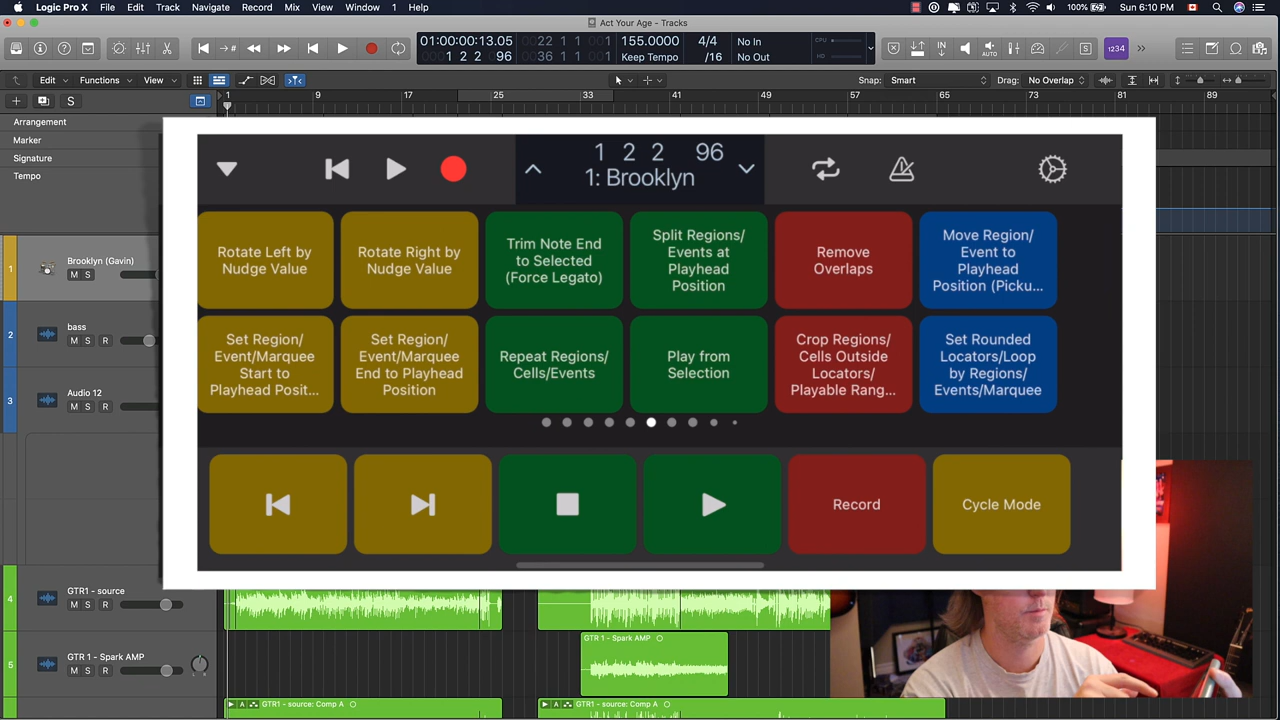 Logic Pro X File Edit Track Navigate Record Mix View Window 1 Help 100% Sun 6:10 PM
Act Your Age - Tracks
01:00:00:13.05 22 1 1 001 155.0000 4/4 No In CPU
1 2 2 96 36 1 1 001 Keep Tempo /16 No Out HD
1234
Edit Functions View Snap: Smart Drag: No Overlap
1 9 17 25 33 41 49 57 65 73 81 89
Arrangement
Marker
Signature
Tempo
1 2 2 96
1: Brooklyn
Rotate Left by
Nudge Value
Rotate Right by
Nudge Value
Trim Note End
to Selected
(Force Legato)
Split Regions/
Events at
Playhead
Position
Remove
Overlaps
Move Region/
Event to
Playhead
Position (Picku...
Set Region/
Event/Marquee
Start to
Playhead Posit...
Set Region/
Event/Marquee
End to Playhead
Position
Repeat Regions/
Cells/Events
Play from
Selection
Crop Regions/
Cells Outside
Locators/
Playable Rang...
Set Rounded
Locators/Loop
by Regions/
Events/Marquee
Record
Cycle Mode
1 Brooklyn (Gavin)
M S
2 bass
M S R
3 Audio 12
M S R
4 GTR1 - source
M S R
5 GTR 1 - Spark AMP
M S R
GTR 1 - Spark AMP
A GTR1 - source: Comp A
A GTR1 - source: Comp A